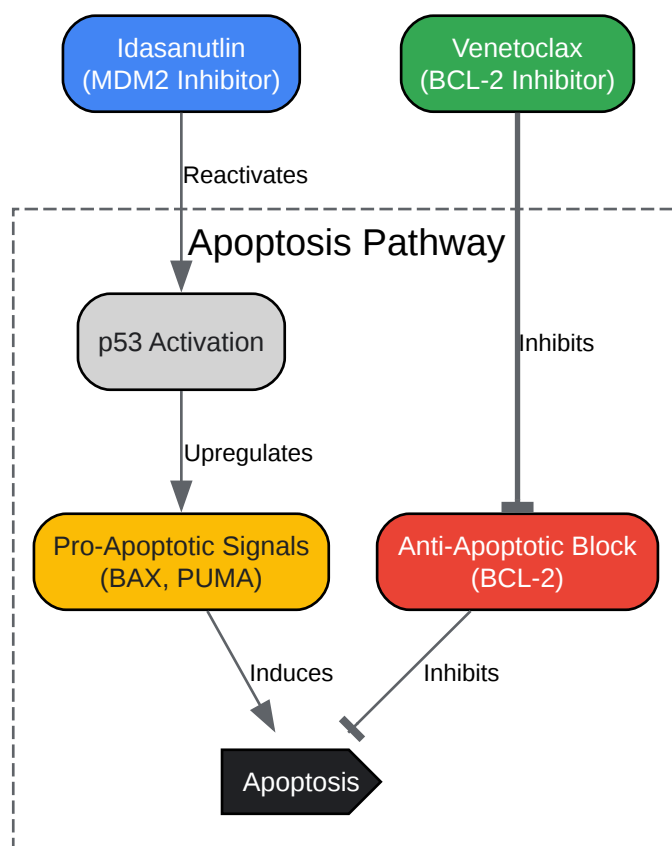 Idasanutlin
(MDM2 Inhibitor)
Venetoclax
(BCL-2 Inhibitor)
Reactivates
Apoptosis Pathway
p53 Activation
Inhibits
Upregulates
Pro-Apoptotic Signals
(BAX, PUMA)
Anti-Apoptotic Block
(BCL-2)
Induces
Inhibits
Apoptosis